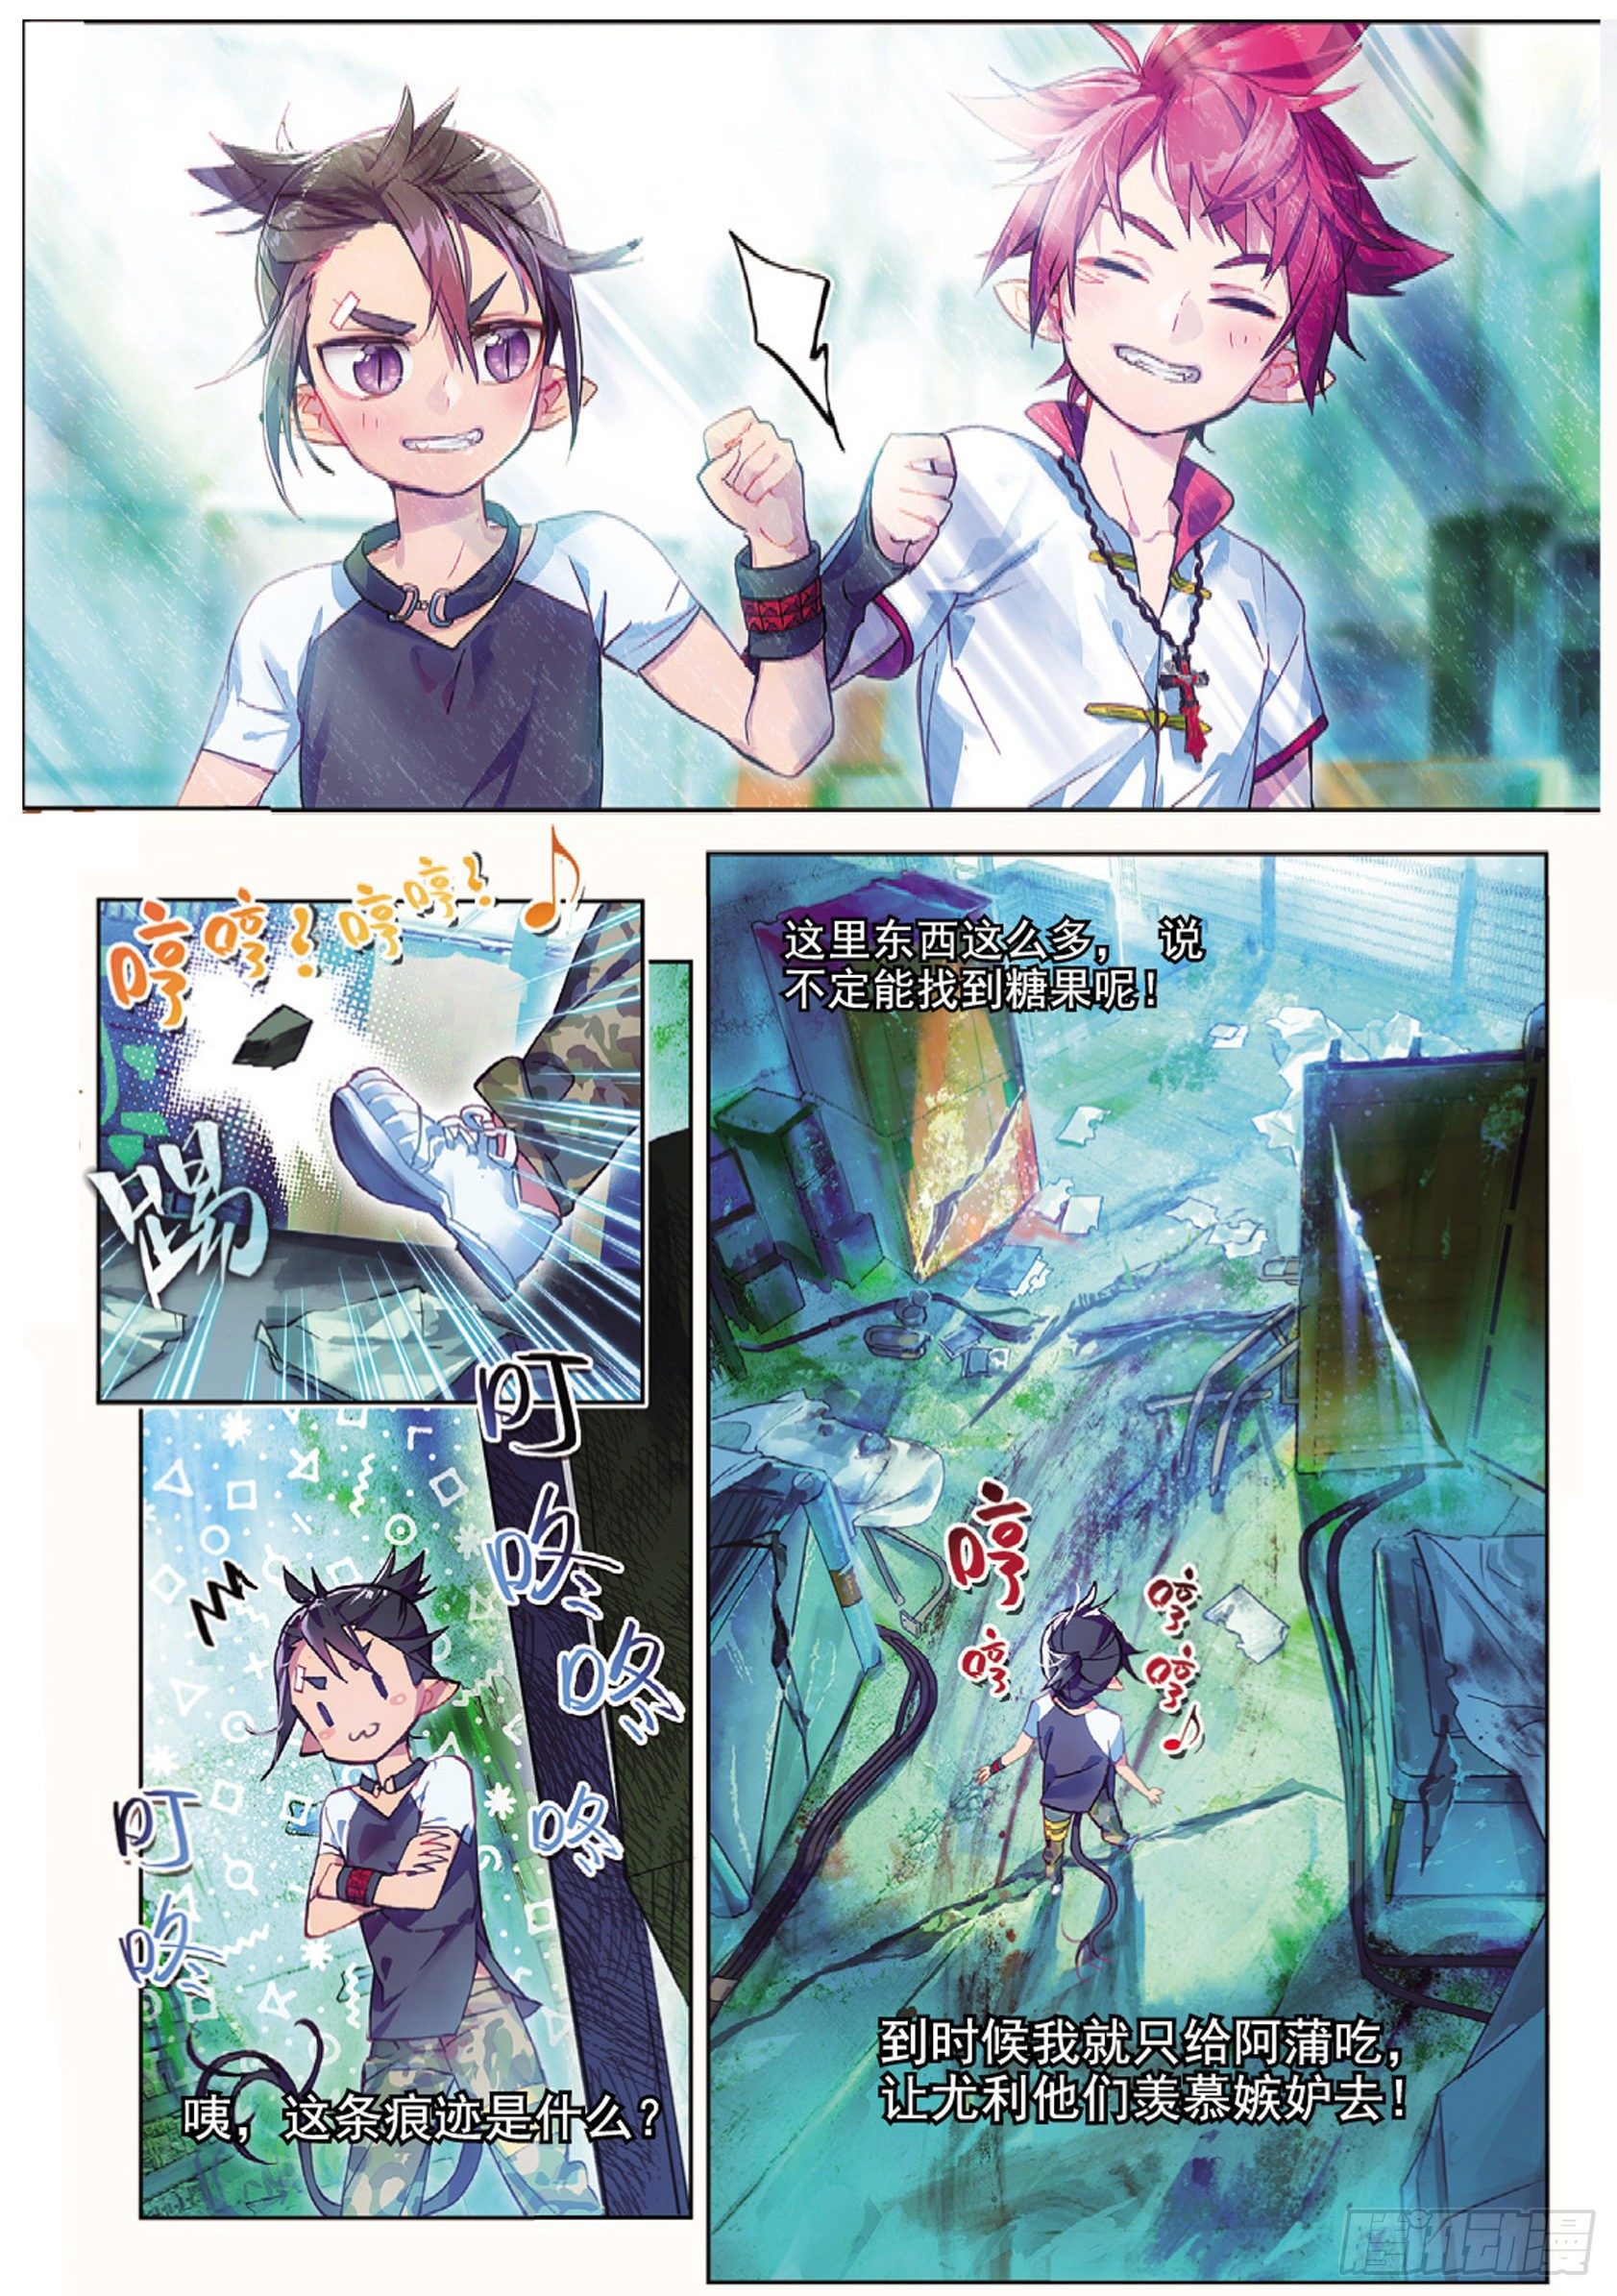 这里东西这么多， 说
不定能找到糖果呢！
哼
哼
哼
哼
到时候我就只给阿蒲吃，
让尤利他们羡慕嫉妒去！
哼哼！哼哼！
踢
叮
咚
咚
咚
叮
咚
咦，这条痕迹是什么？
腾讯动漫